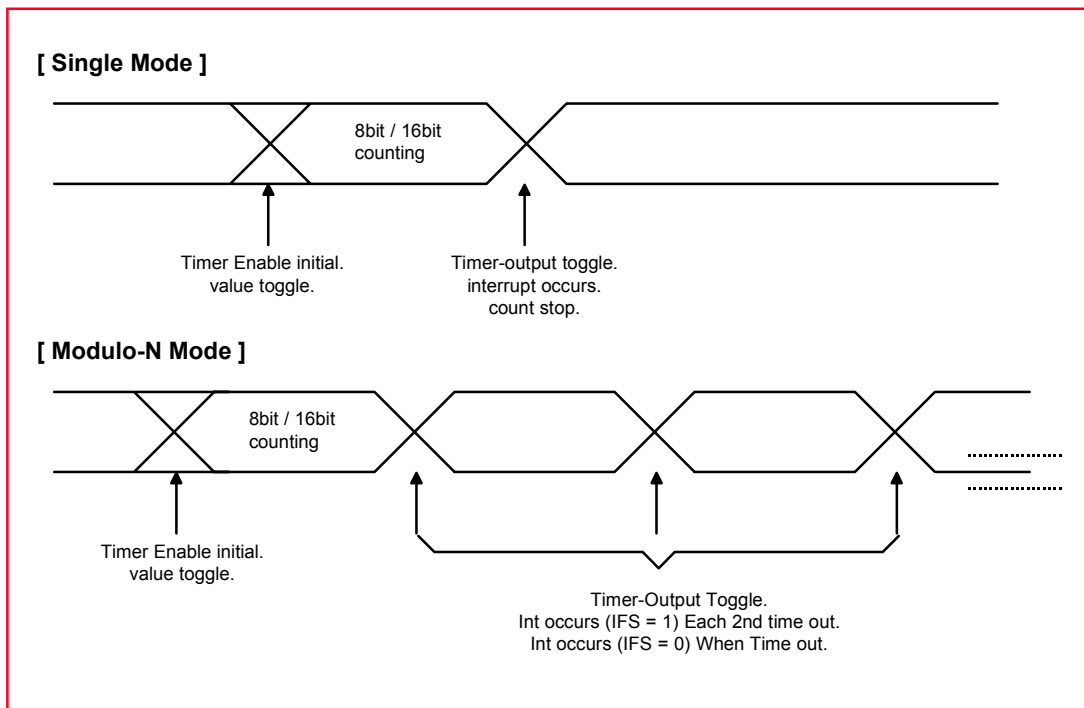 [ Single Mode ]
8bit / 16bit
counting
Timer Enable initial.
value toggle.
Timer-output toggle.
interrupt occurs.
count stop.
[ Modulo-N Mode ]
8bit / 16bit
counting
Timer Enable initial.
value toggle.
Timer-Output Toggle.
Int occurs (IFS = 1) Each 2nd time out.
Int occurs (IFS = 0) When Time out.